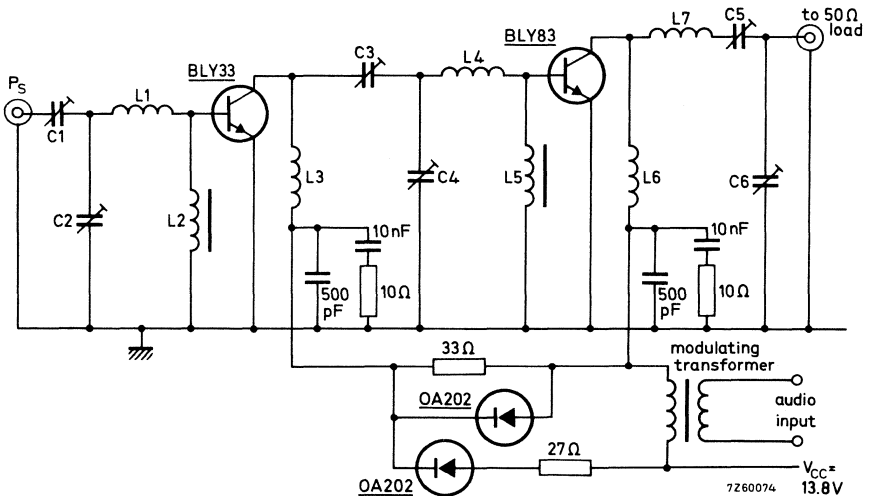 P_S
C1
L1
C2
L2
BLY33
L3
500 pF
10nF
10Ω
C3
C4
L4
L5
BLY83
L6
500 pF
10nF
10Ω
L7
C5
C6
to 50Ω
load
33Ω
OA202
OA202
27Ω
modulating
transformer
audio
input
V_CC=
13.8V
7Z60074